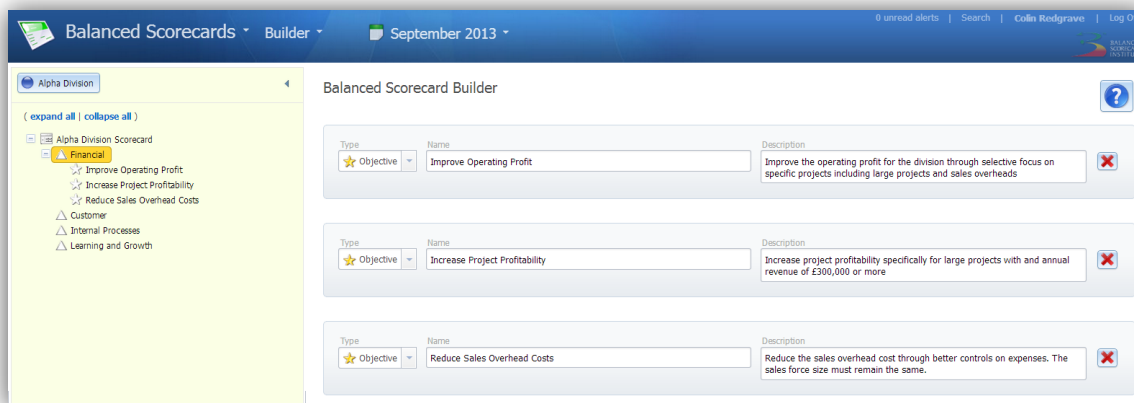 0 unread alerts | Search | Colin Redgrave | Log O
Balanced Scorecards Builder September 2013
BALANC
SCORECA
INSTITU
Alpha Division
( expand all | collapse all )
Alpha Division Scorecard
Financial
Improve Operating Profit
Increase Project Profitability
Reduce Sales Overhead Costs
Customer
Internal Processes
Learning and Growth
Balanced Scorecard Builder
?
Type Name Description
Objective Improve Operating Profit Improve the operating profit for the division through selective focus on
specific projects including large projects and sales overheads
Type Name Description
Objective Increase Project Profitability Increase project profitability specifically for large projects with and annual
revenue of £300,000 or more
Type Name Description
Objective Reduce Sales Overhead Costs Reduce the sales overhead cost through better controls on expenses. The
sales force size must remain the same.